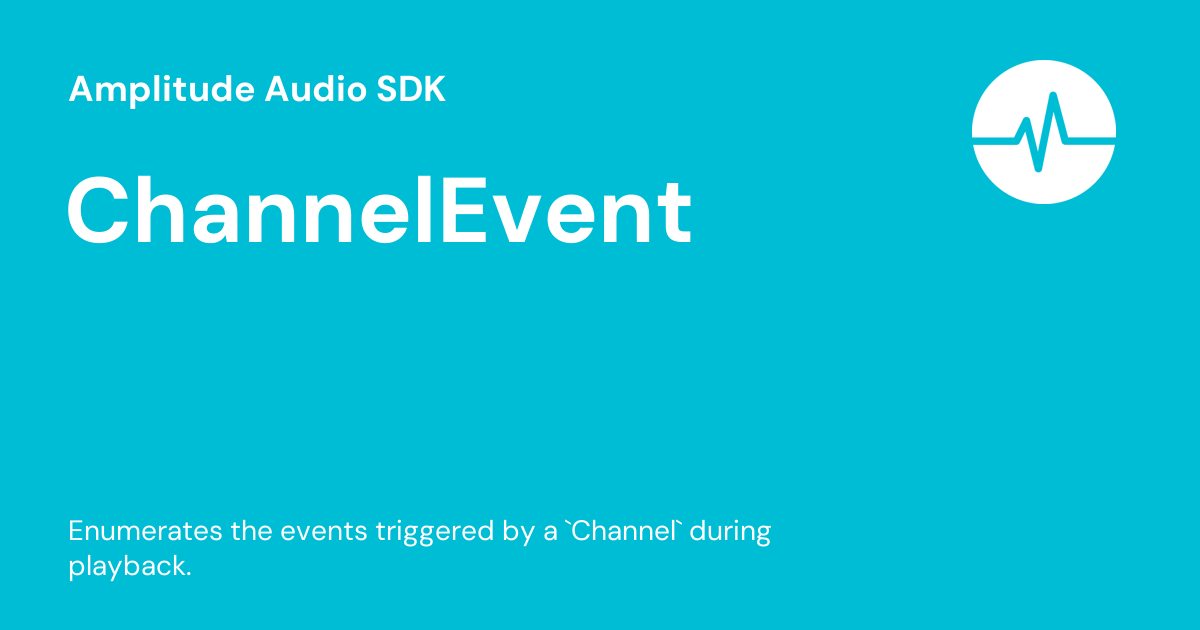 Amplitude Audio SDK
ChannelEvent
Enumerates the events triggered by a `Channel` during
playback.